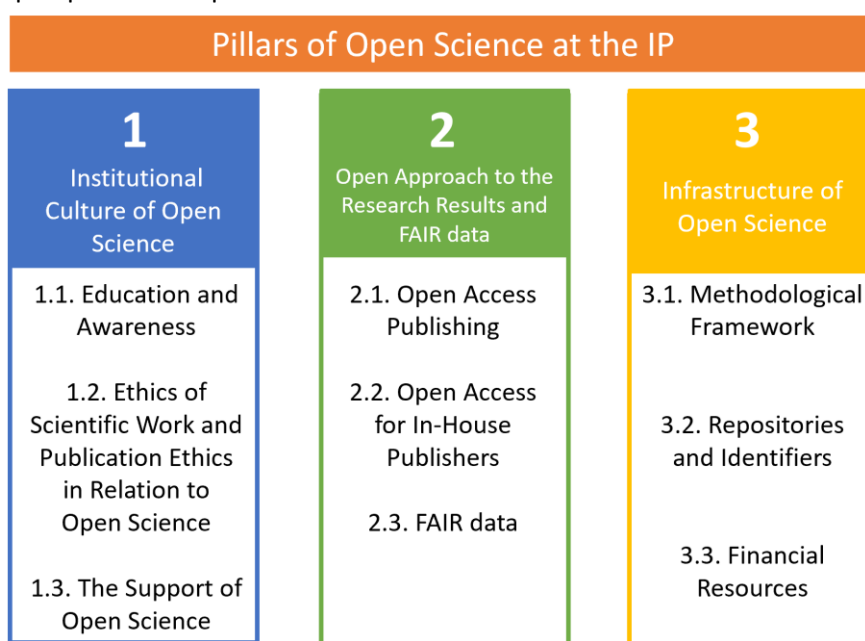 Pillars of Open Science at the IP
1
Institutional
Culture of Open
Science
1.1. Education and
Awareness
1.2. Ethics of
Scientific Work and
Publication Ethics
in Relation to
Open Science
1.3. The Support of
Open Science
2
Open Approach to the
Research Results and
FAIR data
2.1. Open Access
Publishing
2.2. Open Access
for In-House
Publishers
2.3. FAIR data
3
Infrastructure of
Open Science
3.1. Methodological
Framework
3.2. Repositories
and Identifiers
3.3. Financial
Resources